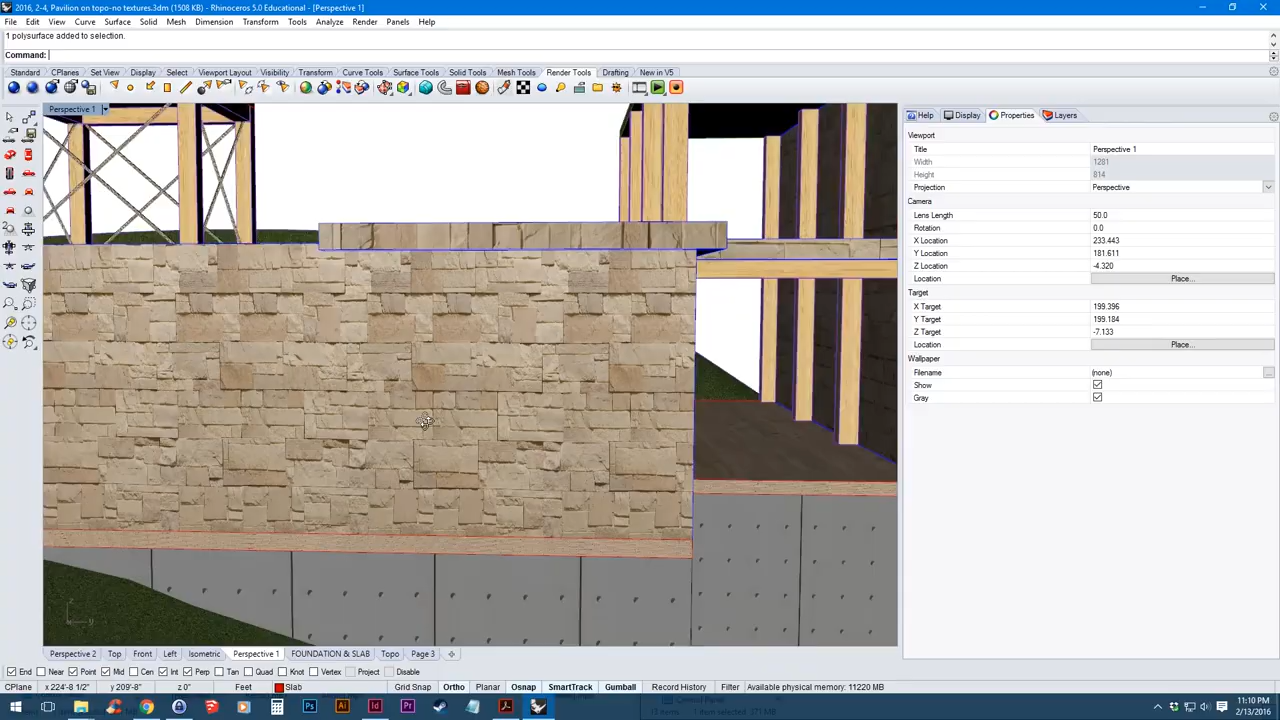 2016, 2-4, Pavilion on topo-no textures.3dm (1508 KB) - Rhinoceros 5.0 Educational - [Perspective 1]
File Edit View Curve Surface Solid Mesh Dimension Transform Tools Analyze Render Panels Help
1 polysurface added to selection.
Command:
Standard CPlanes Set View Display Select Viewport Layout Visibility Transform Curve Tools Surface Tools Solid Tools Mesh Tools Render Tools Drafting New in V5
Perspective 1
Help Display Properties Layers
Viewport
Title Perspective 1
Width 1281
Height 814
Projection Perspective
Camera
Lens Length 50.0
Rotation 0.0
X Location 233.443
Y Location 181.611
Z Location -4.320
Location Place...
Target
X Target 199.396
Y Target 199.184
Z Target -7.133
Location Place...
Wallpaper
Filename (none) ...
Show
Gray
Perspective 2 Top Front Left Isometric Perspective 1 FOUNDATION & SLAB Topo Page 3
End Near Point Mid Cen Int Perp Tan Quad Knot Vertex Project Disable
CPlane x 224'-8 1/2" y 209'-8" z 0" Feet Slab Grid Snap Ortho Planar Osnap SmartTrack Gumball Record History Filter Available physical memory: 11220 MB
11:10 PM
2/13/2016